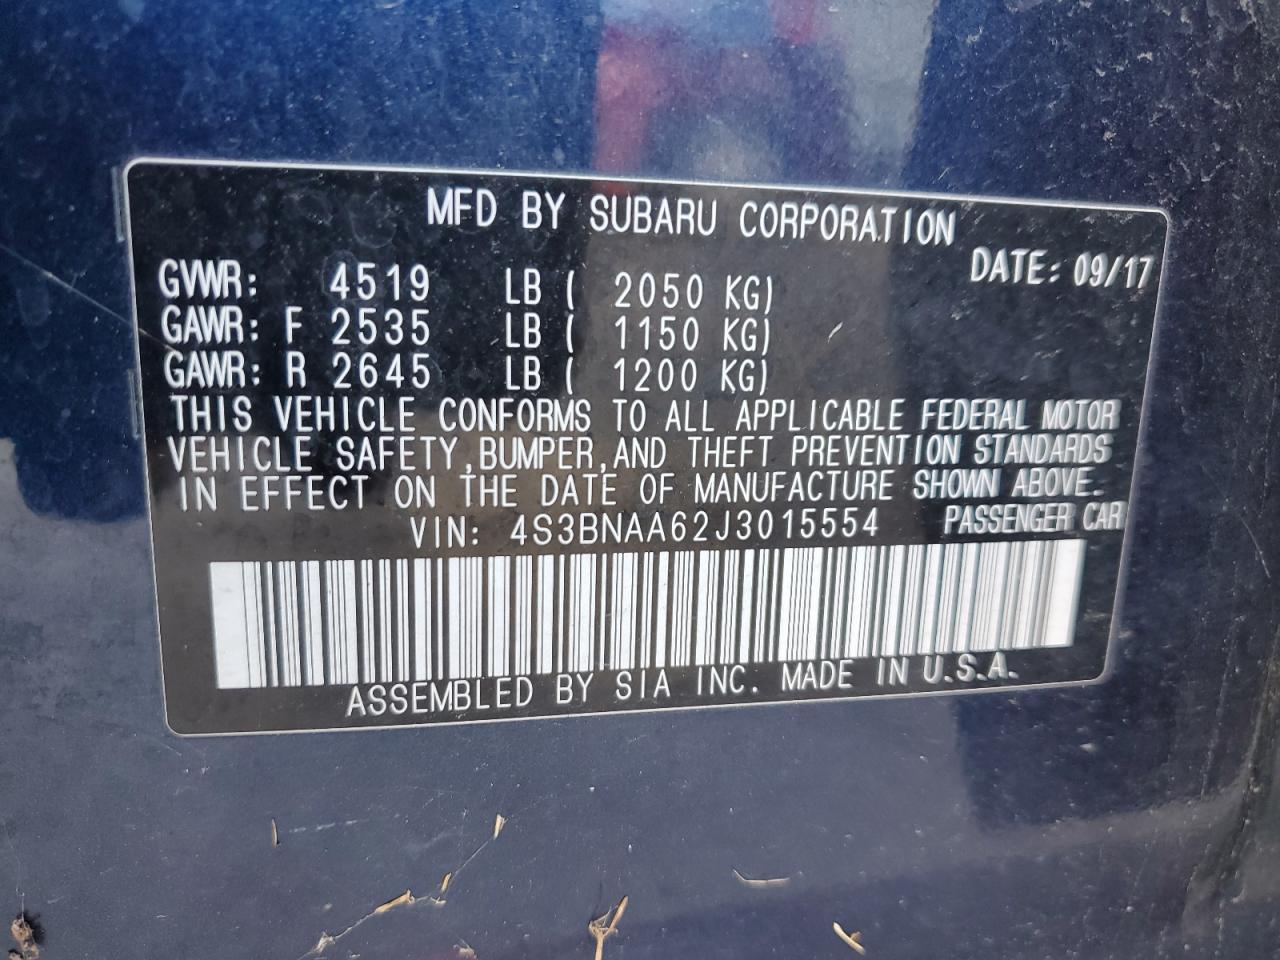 MFD BY SUBARU CORPORATION
DATE: 09/17
GVWR: 4519 LB ( 2050 KG)
GAWR: F 2535 LB ( 1150 KG)
GAWR: R 2645 LB ( 1200 KG)
THIS VEHICLE CONFORMS TO ALL APPLICABLE FEDERAL MOTOR
VEHICLE SAFETY, BUMPER, AND THEFT PREVENTION STANDARDS
IN EFFECT ON THE DATE OF MANUFACTURE SHOWN ABOVE.
VIN: 4S3BNAA62J3015554 PASSENGER CAR
ASSEMBLED BY SIA INC. MADE IN U.S.A.